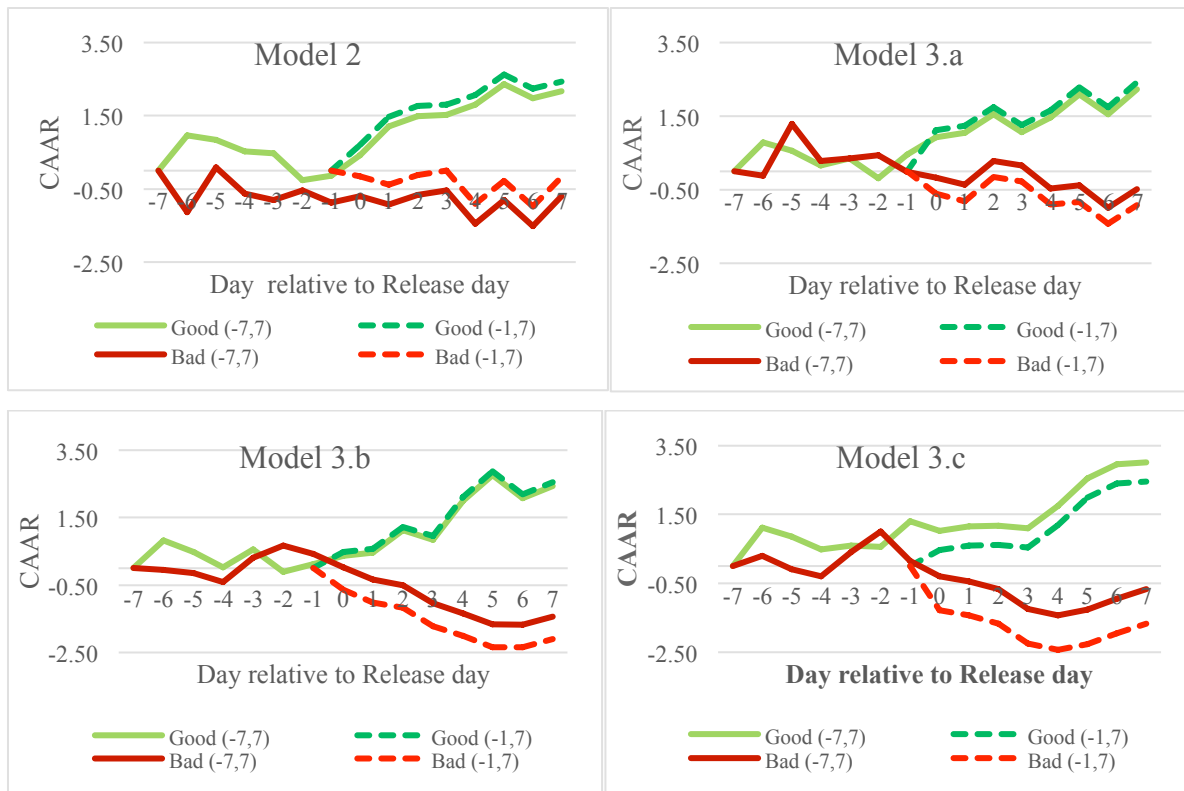 Model 2
3.50
1.50
-0.50
-2.50
CAAR
-7 -6 -5 -4 -3 -2 -1 0 1 2 3 4 5 6 7
Day relative to Release day
Good (-7,7) Good (-1,7)
Bad (-7,7) Bad (-1,7)
Model 3.a
3.50
1.50
-0.50
-2.50
CAAR
-7 -6 -5 -4 -3 -2 -1 0 1 2 3 4 5 6 7
Day relative to Release day
Good (-7,7) Good (-1,7)
Bad (-7,7) Bad (-1,7)
Model 3.b
3.50
1.50
-0.50
-2.50
CAAR
-7 -6 -5 -4 -3 -2 -1 0 1 2 3 4 5 6 7
Day relative to Release day
Good (-7,7) Good (-1,7)
Bad (-7,7) Bad (-1,7)
Model 3.c
3.50
1.50
-0.50
-2.50
CAAR
-7 -6 -5 -4 -3 -2 -1 0 1 2 3 4 5 6 7
Day relative to Release day
Good (-7,7) Good (-1,7)
Bad (-7,7) Bad (-1,7)